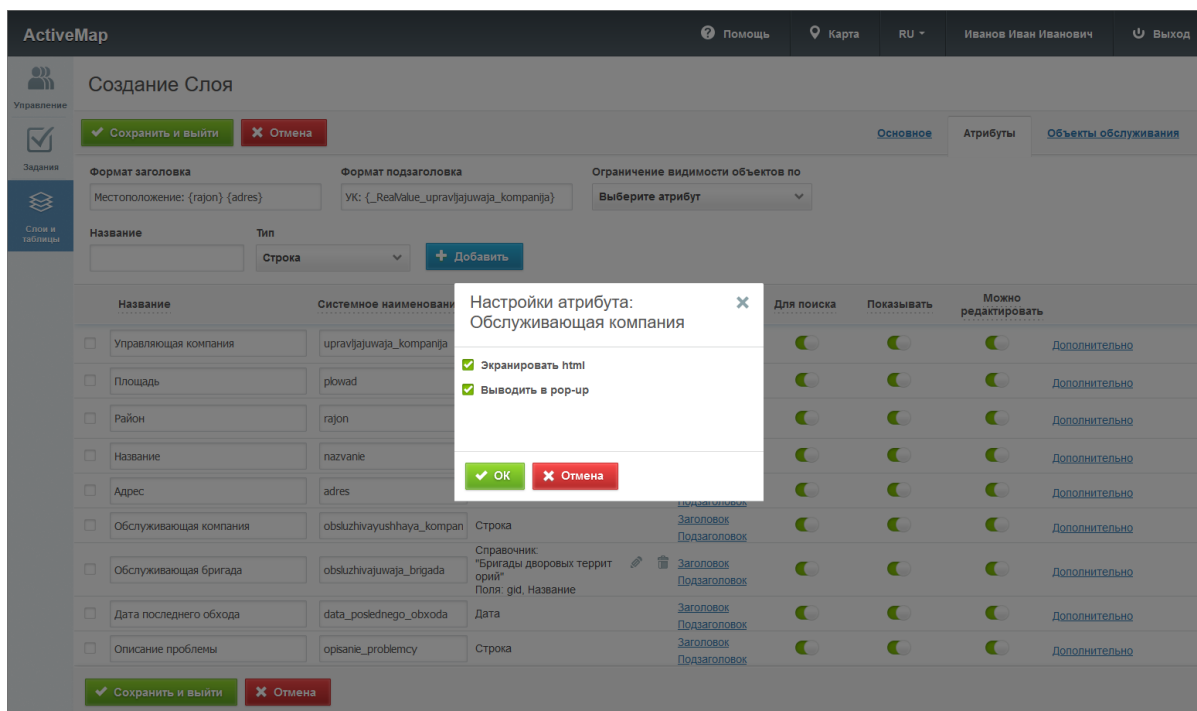 ActiveMap
Помощь
Карта
RU
Иванов Иван Иванович
Выход
Управление
Задания
Слои и
таблицы
Создание Слоя
Сохранить и выйти
Отмена
Основное
Атрибуты
Объекты обслуживания
Формат заголовка
Формат подзаголовка
Ограничение видимости объектов по
Местоположение: {rajon} {adres}
УК: {_RealValue_upravljajuwaja_kompanija}
Выберите атрибут
Название
Тип
Строка
Добавить
Название
Системное наименовани
Для поиска
Показывать
Можно
редактировать
Настройки атрибута:
Обслуживающая компания
Экранировать html
Выводить в pop-up
ОК
Отмена
Управляющая компания
upravljajuwaja_kompanija
Дополнительно
Площадь
plowad
Дополнительно
Район
rajon
Дополнительно
Название
nazvanie
Дополнительно
Адрес
adres
Подзаголовок
Дополнительно
Обслуживающая компания
obsluzhivayushhaya_kompan
Строка
Заголовок
Подзаголовок
Дополнительно
Обслуживающая бригада
obsluzhivajuwaja_brigada
Справочник:
"Бригады дворовых террит
орий"
Поля: gid, Название
Заголовок
Подзаголовок
Дополнительно
Дата последнего обхода
data_poslednego_obxoda
Дата
Заголовок
Подзаголовок
Дополнительно
Описание проблемы
opisanie_problemcy
Строка
Заголовок
Подзаголовок
Дополнительно
Сохранить и выйти
Отмена